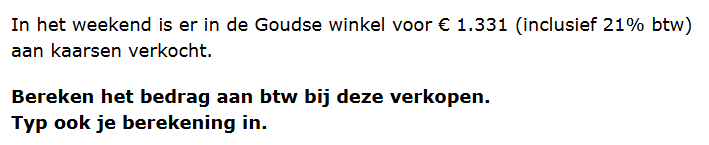 In het weekend is er in de Goudse winkel voor € 1.331 (inclusief 21% btw)
aan kaarsen verkocht.
Bereken het bedrag aan btw bij deze verkopen.
Typ ook je berekening in.